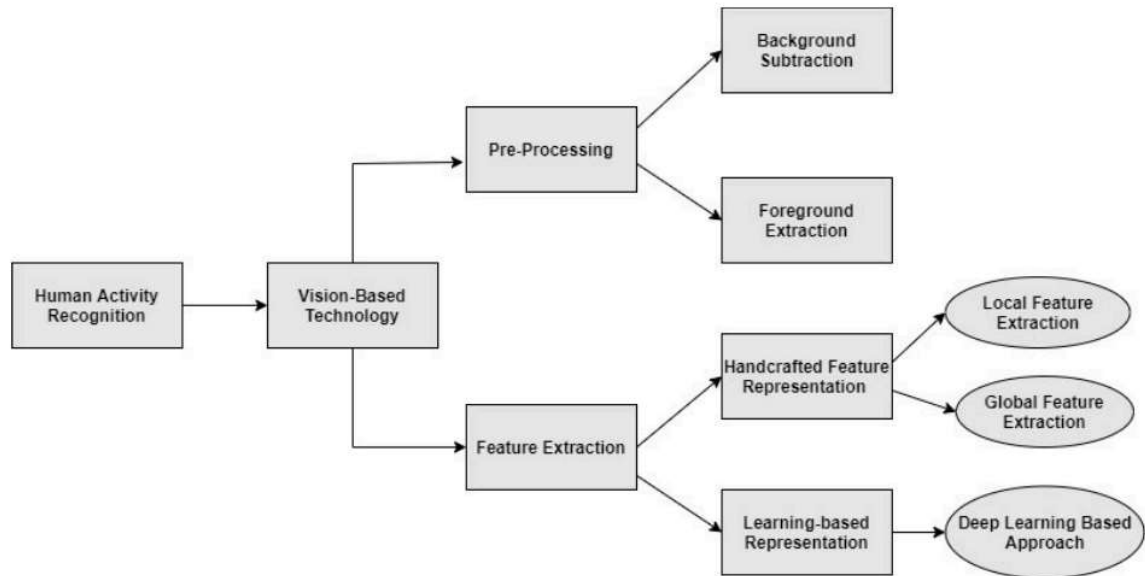 Background
Subtraction
Pre-Processing
Foreground
Extraction
Human Activity
Recognition
Vision-Based
Technology
Local Feature
Extraction
Handcrafted Feature
Representation
Global Feature
Extraction
Feature Extraction
Learning-based
Representation
Deep Learning Based
Approach